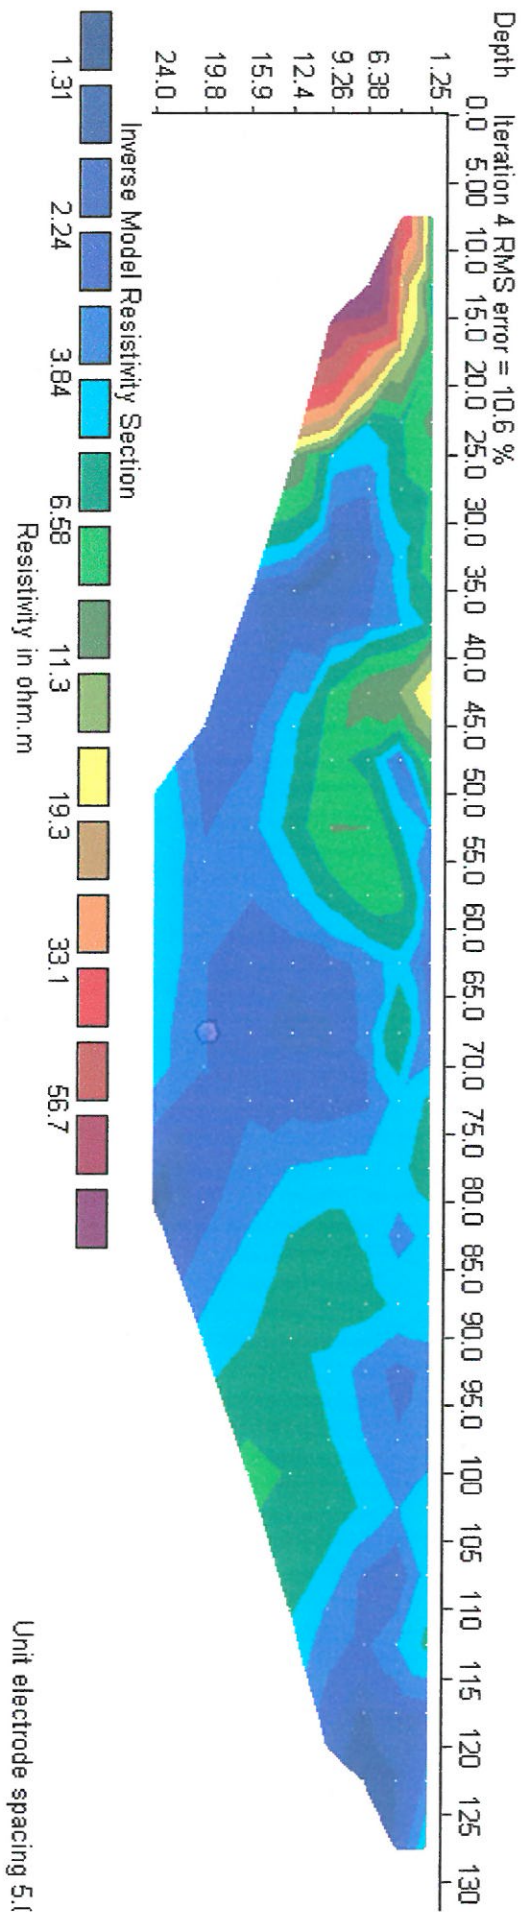 Depth Iteration 4 RMS error = 10.6 %
0.0 5.00 10.0 15.0 20.0 25.0 30.0 35.0 40.0 45.0 50.0 55.0 60.0 65.0 70.0 75.0 80.0 85.0 90.0 95.0 100 105 110 115 120 125 130
1.25
6.38
9.26
12.4
15.9
19.8
24.0
Inverse Model Resistivity Section
1.31 2.24 3.84 6.58 11.3 19.3 33.1 56.7
Resistivity in ohm.m
Unit electrode spacing 5.(